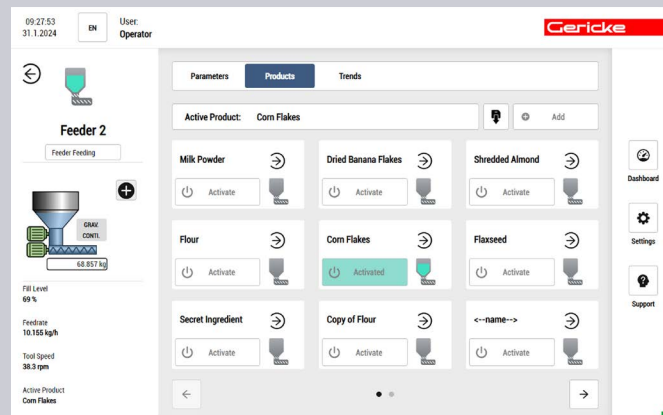 09:27:53
31.1.2024
EN
User:
Operator
Gericke
Feeder 2
Feeder Feeding
GRAV.
CONTI.
68.857 kg
Fill Level
69 %
Feedrate
10.155 kg/h
Tool Speed
38.3 rpm
Active Product
Corn Flakes
Parameters Products Trends
Active Product: Corn Flakes
Add
Milk Powder Dried Banana Flakes Shredded Almond
Activate Activate Activate
Flour Corn Flakes Flaxseed
Activate Activated Activate
Secret Ingredient Copy of Flour <--name-->
Activate Activate Activate
Dashboard
Settings
Support